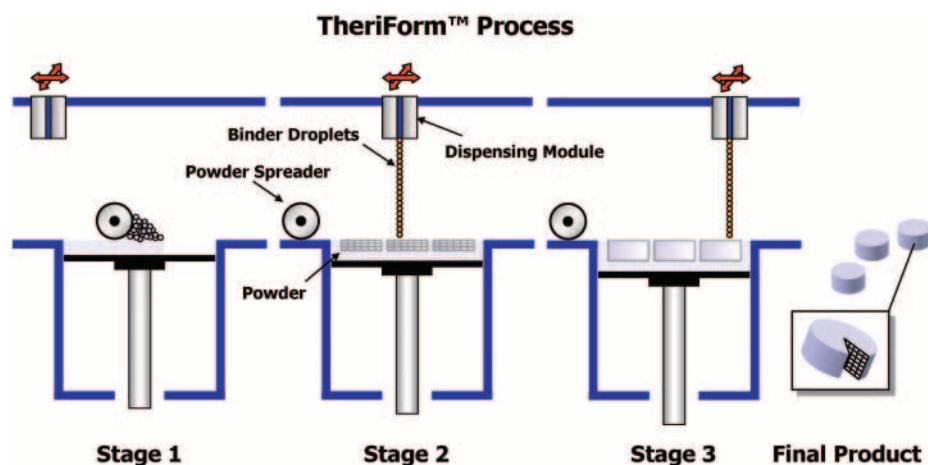 TheriForm™ Process
Binder Droplets
Dispensing Module
Powder Spreader
Powder
Stage 1
Stage 2
Stage 3
Final Product